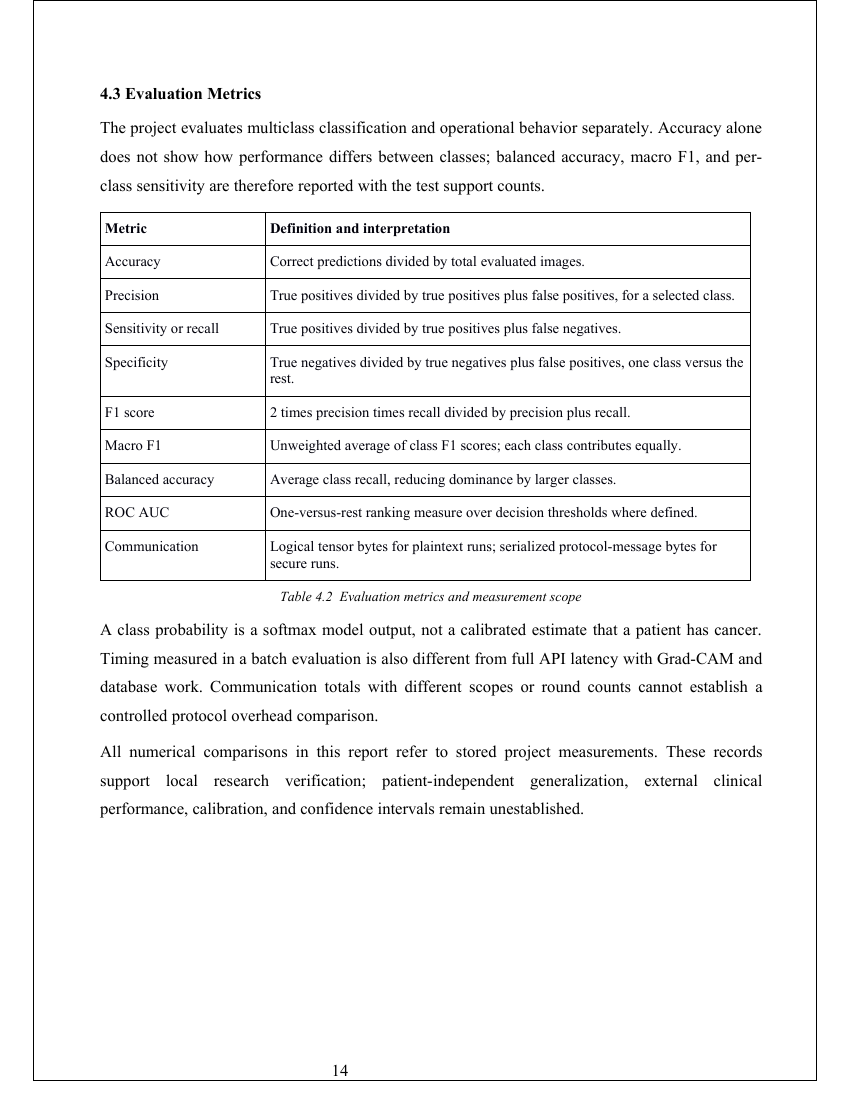 4.3 Evaluation Metrics
The project evaluates multiclass classification and operational behavior separately. Accuracy alone
does not show how performance differs between classes; balanced accuracy, macro F1, and per-
class sensitivity are therefore reported with the test support counts.
Metric Definition and interpretation
Accuracy Correct predictions divided by total evaluated images.
Precision True positives divided by true positives plus false positives, for a selected class.
Sensitivity or recall True positives divided by true positives plus false negatives.
Specificity True negatives divided by true negatives plus false positives, one class versus the
rest.
F1 score 2 times precision times recall divided by precision plus recall.
Macro F1 Unweighted average of class F1 scores; each class contributes equally.
Balanced accuracy Average class recall, reducing dominance by larger classes.
ROC AUC One-versus-rest ranking measure over decision thresholds where defined.
Communication Logical tensor bytes for plaintext runs; serialized protocol-message bytes for
secure runs.
Table 4.2 Evaluation metrics and measurement scope
A class probability is a softmax model output, not a calibrated estimate that a patient has cancer.
Timing measured in a batch evaluation is also different from full API latency with Grad-CAM and
database work. Communication totals with different scopes or round counts cannot establish a
controlled protocol overhead comparison.
All numerical comparisons in this report refer to stored project measurements. These records
support local research verification; patient-independent generalization, external clinical
performance, calibration, and confidence intervals remain unestablished.
14